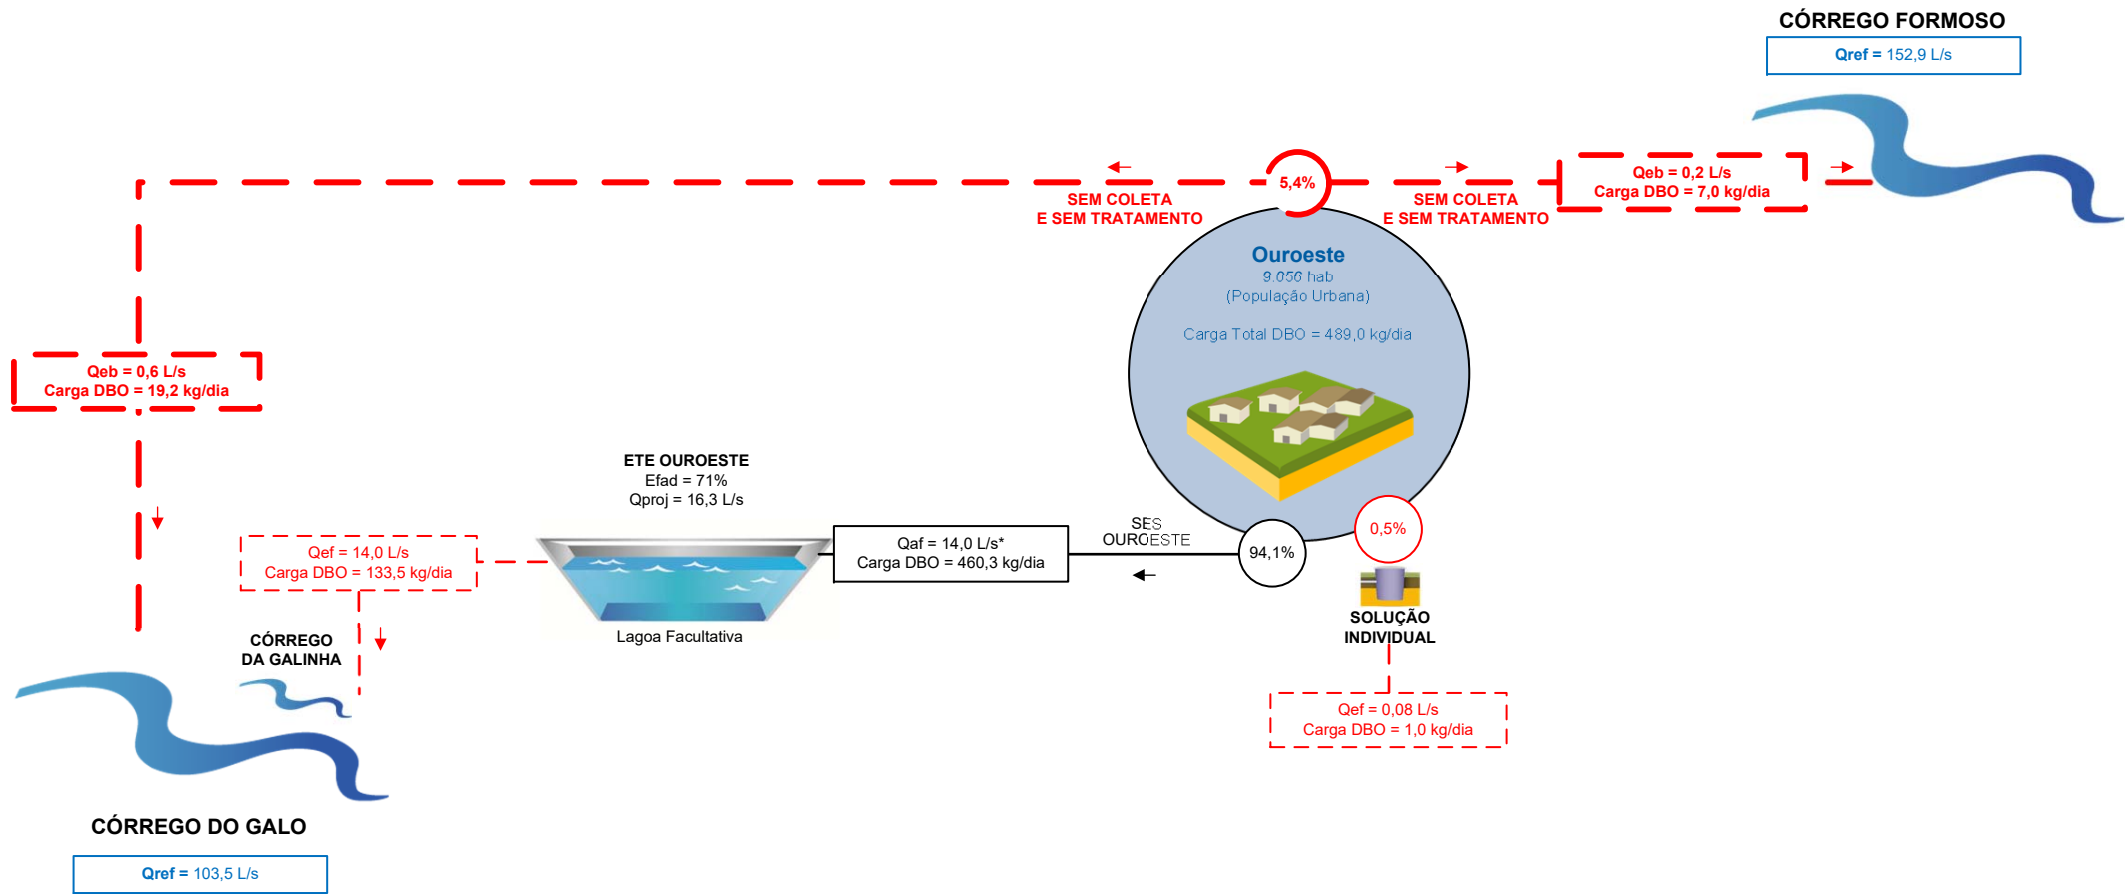 CÓRREGO FORMOSO
Qref = 152,9 L/s
5,4%
SEM COLETA
E SEM TRATAMENTO
SEM COLETA
E SEM TRATAMENTO
Qeb = 0,2 L/s
Carga DBO = 7,0 kg/dia
Ouroeste
9.056 hab
(População Urbana)
Carga Total DBO = 489,0 kg/dia
Qeb = 0,6 L/s
Carga DBO = 19,2 kg/dia
ETE OUROESTE
Efad = 71%
Qproj = 16,3 L/s
Lagoa Facultativa
Qaf = 14,0 L/s*
Carga DBO = 460,3 kg/dia
SES
OUROESTE
94,1%
0,5%
SOLUÇÃO
INDIVIDUAL
Qef = 0,08 L/s
Carga DBO = 1,0 kg/dia
Qef = 14,0 L/s
Carga DBO = 133,5 kg/dia
CÓRREGO
DA GALINHA
CÓRREGO DO GALO
Qref = 103,5 L/s